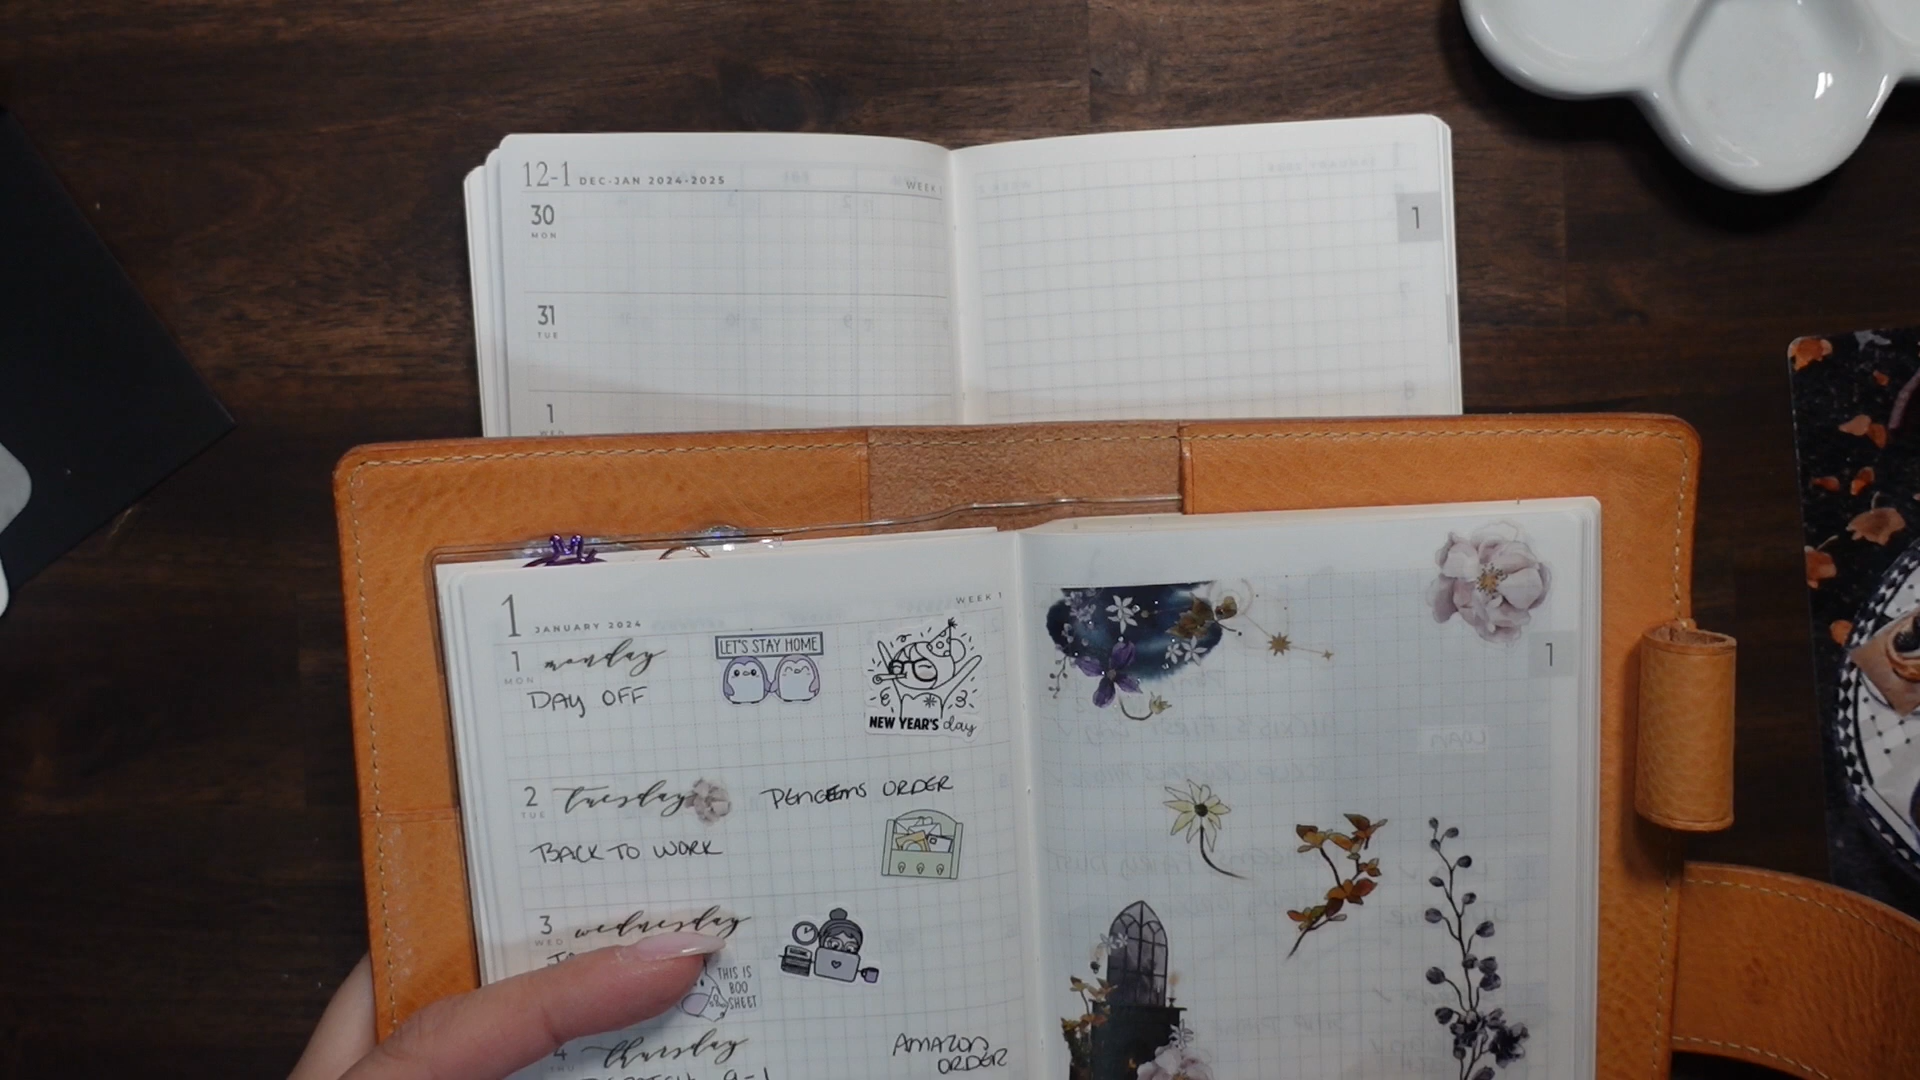 12-1 DEC-JAN 2024-2025 WEEK 1
30
MON
1
31
TUE
1
WED
1 JANUARY 2024 WEEK 1
1 monday
MON
LET'S STAY HOME
DAY OFF
NEW YEAR'S day
1
2 tuesday
TUE
PENGEMS ORDER
BACK TO WORK
3 wednesday
WED
THIS IS
BOO
SHEET
4 thursday
THU
AMAZON
ORDER
9-1